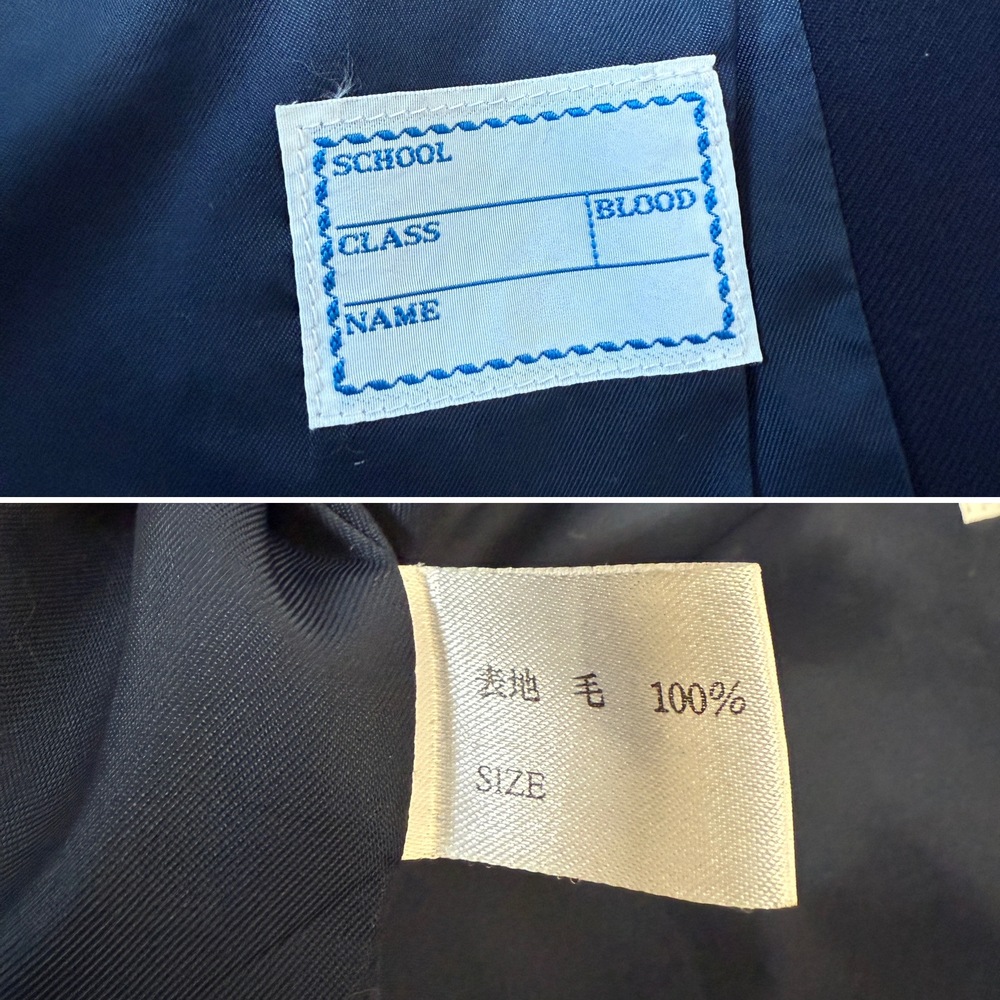 SCHOOL
CLASS BLOOD
NAME
表地 毛 100%
SIZE